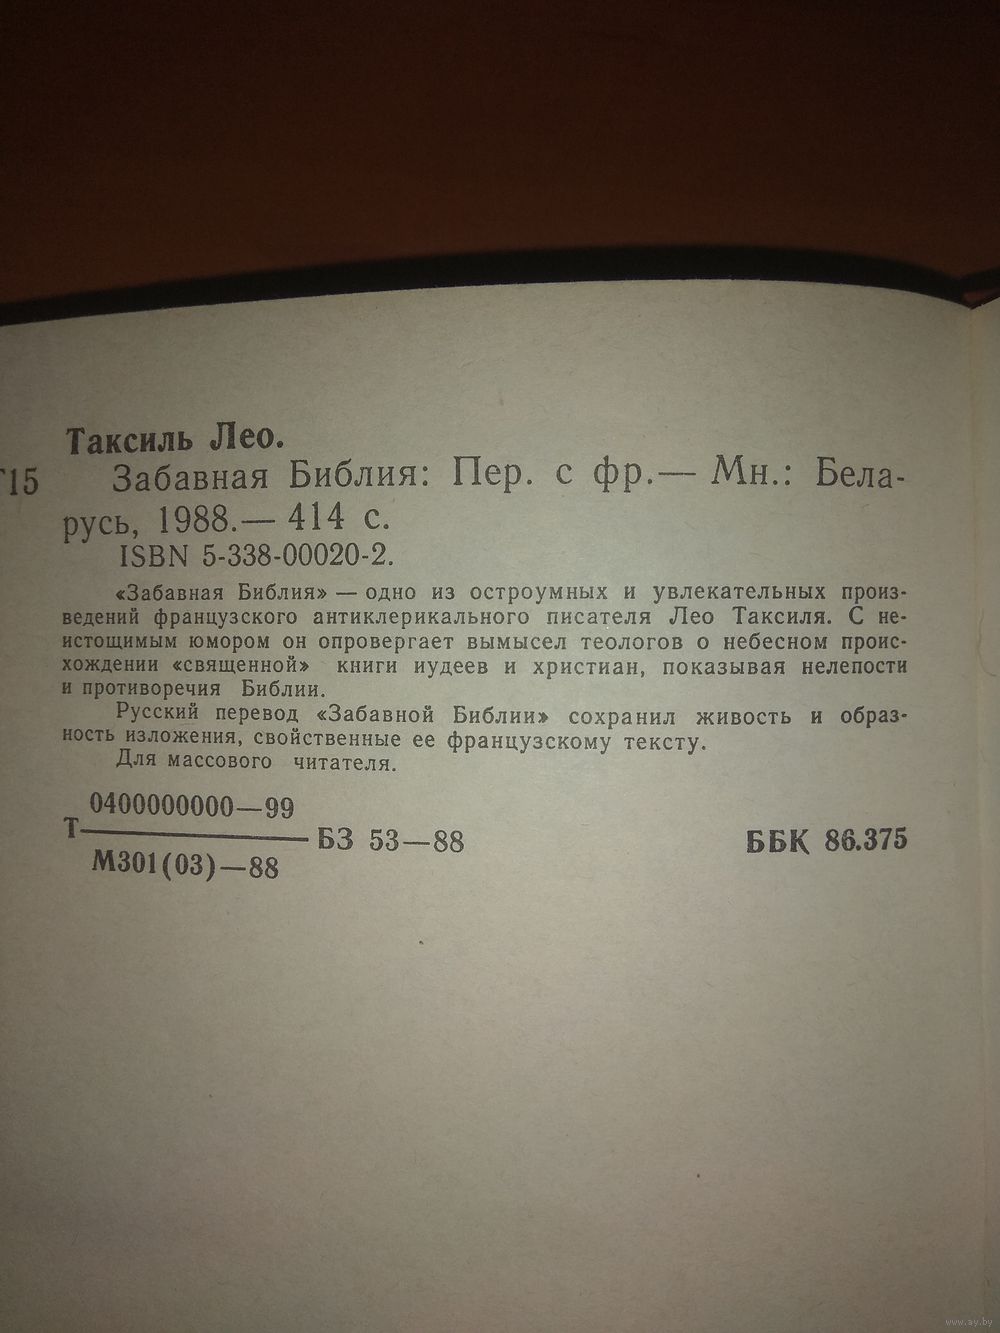 Таксиль Лео.
Т15 Забавная Библия: Пер. с фр.— Мн.: Бела-
русь, 1988.— 414 с.
ISBN 5-338-00020-2.
«Забавная Библия» — одно из остроумных и увлекательных произ-
ведений французского антиклерикального писателя Лео Таксиля. С не-
истощимым юмором он опровергает вымысел теологов о небесном проис-
хождении «священной» книги иудеев и христиан, показывая нелепости
и противоречия Библии.
Русский перевод «Забавной Библии» сохранил живость и образ-
ность изложения, свойственные ее французскому тексту.
Для массового читателя.
0400000000—99
Т БЗ 53—88 ББК 86.375
М301(03)—88
www.ay.by